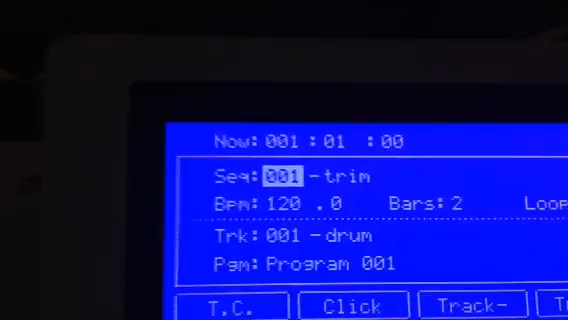 Now: 001 : 01 : 00
Seq: 001 -trim
Bpm: 120 .0 Bars: 2 Loop
Trk: 001 -drum
Pgm: Program 001
T.C. Click Track-